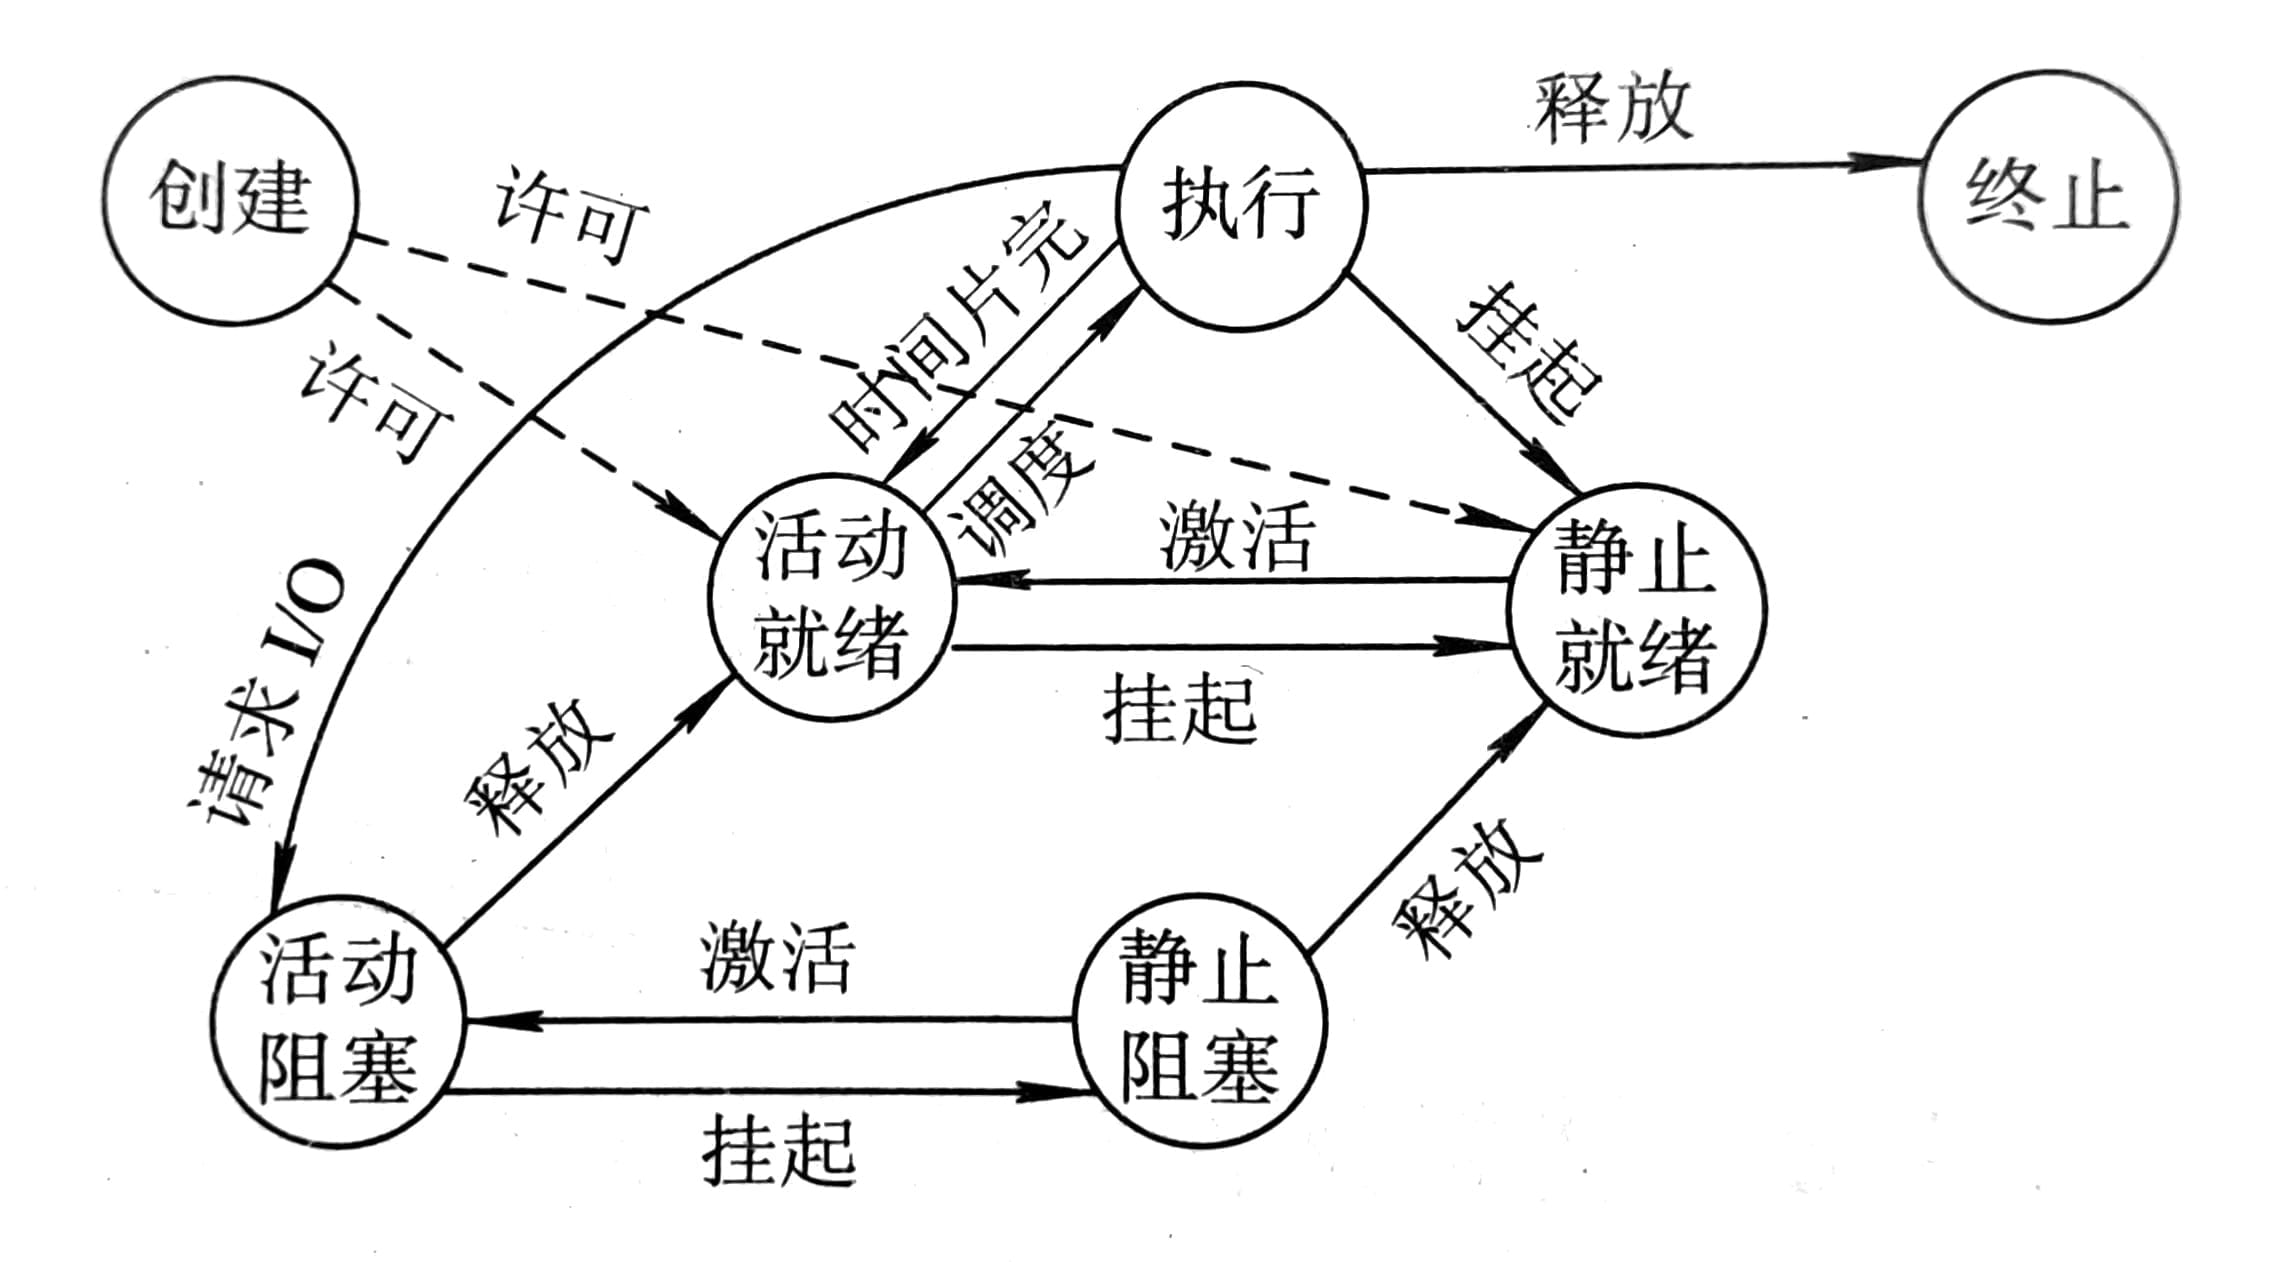 创建
许可
许可
执行
释放
终止
时间片完
调度
挂起
请求 I/O
活动
就绪
激活
挂起
静止
就绪
释放
释放
活动
阻塞
激活
挂起
静止
阻塞